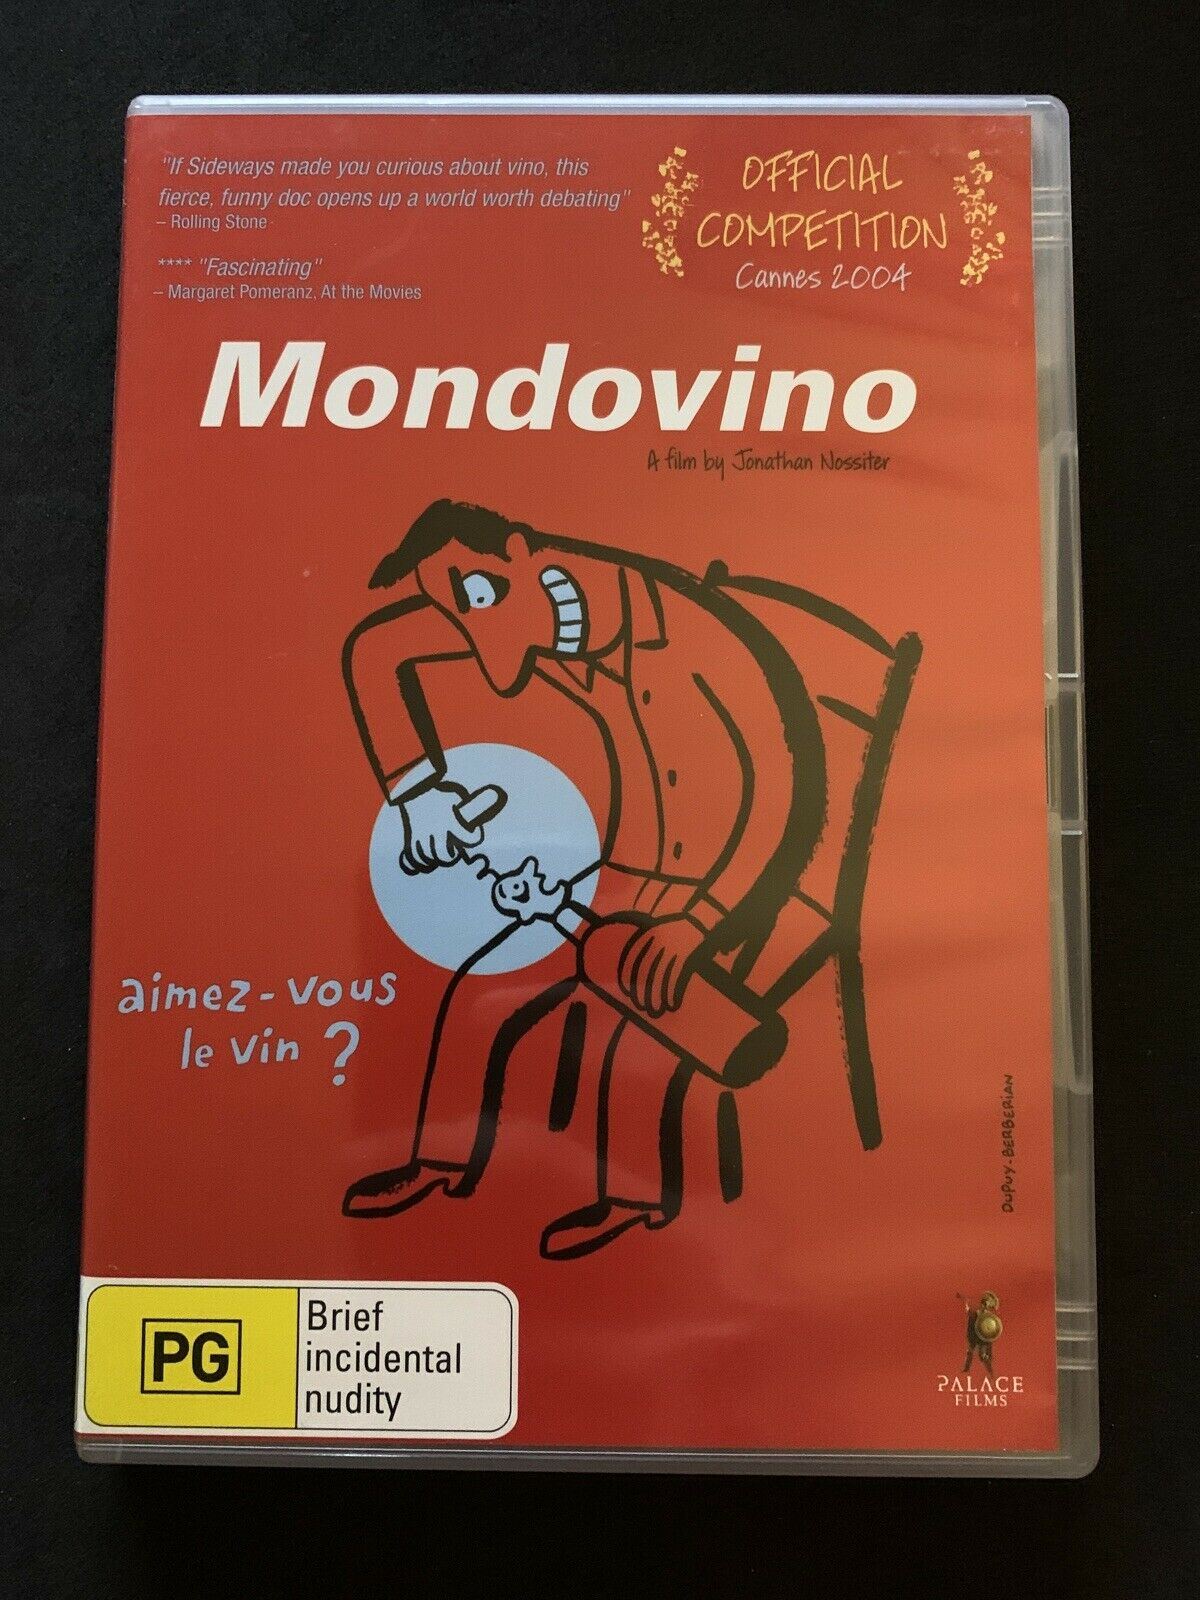 "If Sideways made you curious about vino, this
fierce, funny doc opens up a world worth debating"
– Rolling Stone
**** "Fascinating"
– Margaret Pomeranz, At the Movies
OFFICIAL
COMPETITION
Cannes 2004
Mondovino
A film by Jonathan Nossiter
aimez-vous
le vin ?
DUPUY-BERBERIAN
PG
Brief
incidental
nudity
PALACE
FILMS